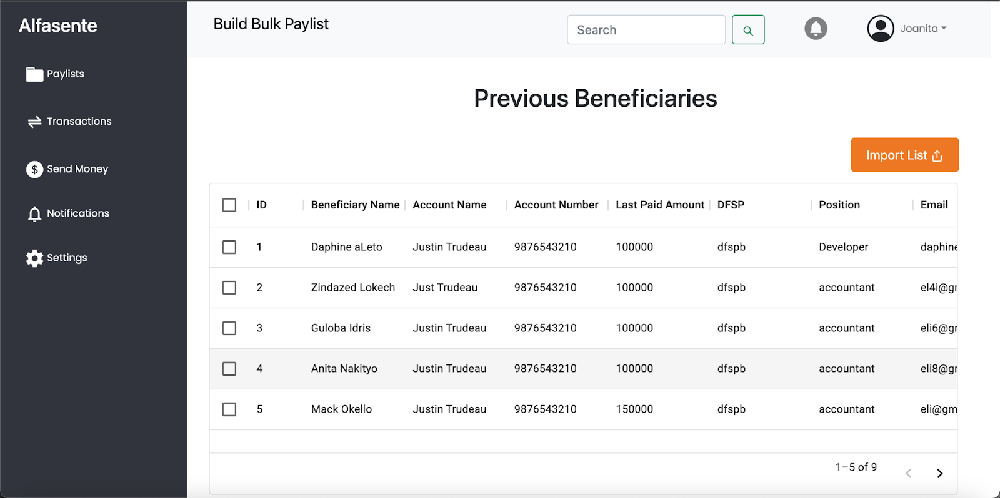 Alfasente
Build Bulk Paylist
Search
Joanita
Paylists
Transactions
Send Money
Notifications
Settings
Previous Beneficiaries
Import List
ID Beneficiary Name Account Name Account Number Last Paid Amount DFSP Position Email
1 Daphine aLeto Justin Trudeau 9876543210 100000 dfspb Developer daphine
2 Zindazed Lokech Just Trudeau 9876543210 100000 dfspb accountant el4i@gr
3 Guloba Idris Justin Trudeau 9876543210 100000 dfspb accountant eli6@gr
4 Anita Nakityo Justin Trudeau 9876543210 100000 dfspb accountant eli8@gr
5 Mack Okello Justin Trudeau 9876543210 150000 dfspb accountant eli@gm
1–5 of 9